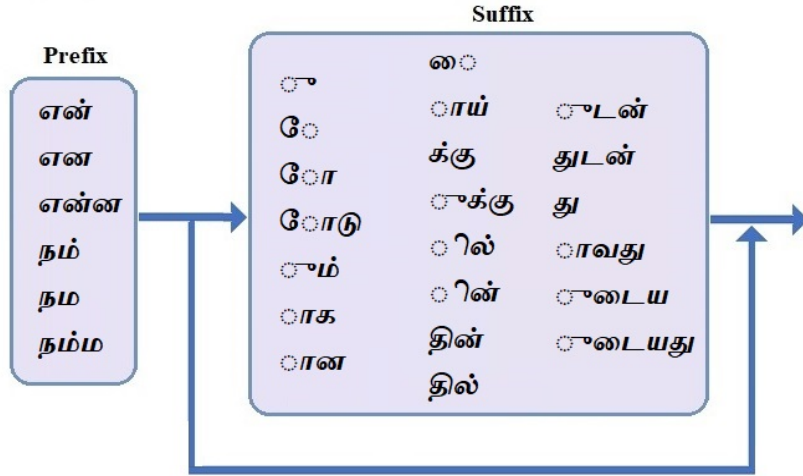 Prefix
என்
என
என்ன
நம்
நம
நம்ம
Suffix
ு
ே
ோ
ோடு
ும்
ாக
ான
ை
ாய்
க்கு
ுக்கு
ில்
ின்
தின்
தில்
ுடன்
துடன்
து
ாவது
ுடைய
ுடையது